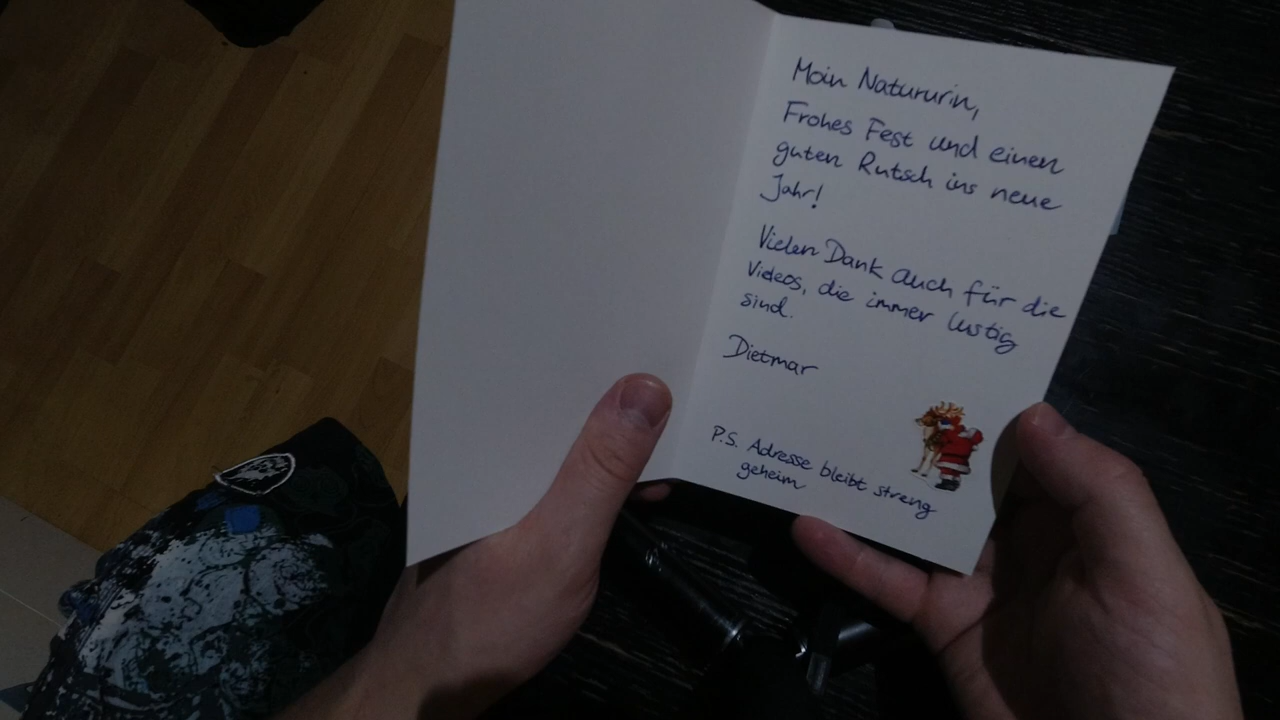 Moin Natururin,
Frohes Fest und einen
guten Rutsch ins neue
Jahr!
Vielen Dank auch für die
Videos, die immer lustig
sind.
Dietmar
P.S. Adresse bleibt streng
geheim